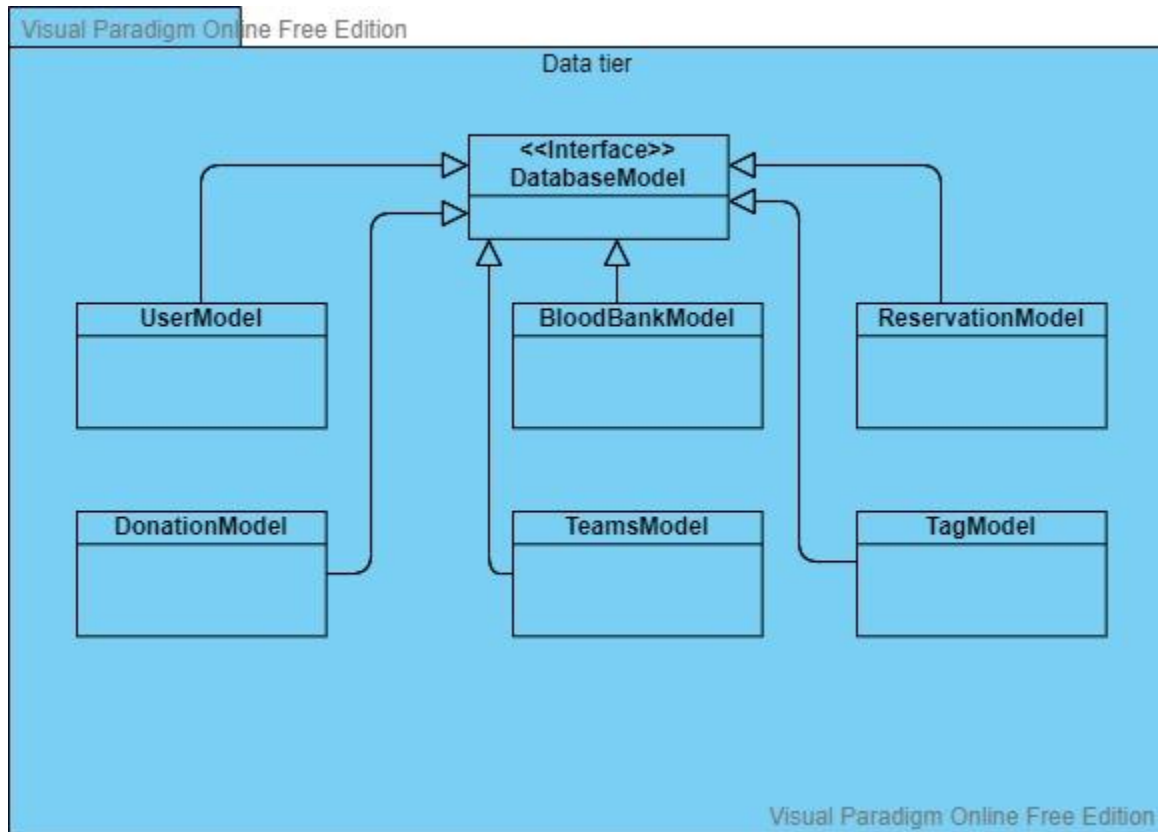 Visual Paradigm Online Free Edition
Data tier
<<Interface>>
DatabaseModel
UserModel
BloodBankModel
ReservationModel
DonationModel
TeamsModel
TagModel
Visual Paradigm Online Free Edition